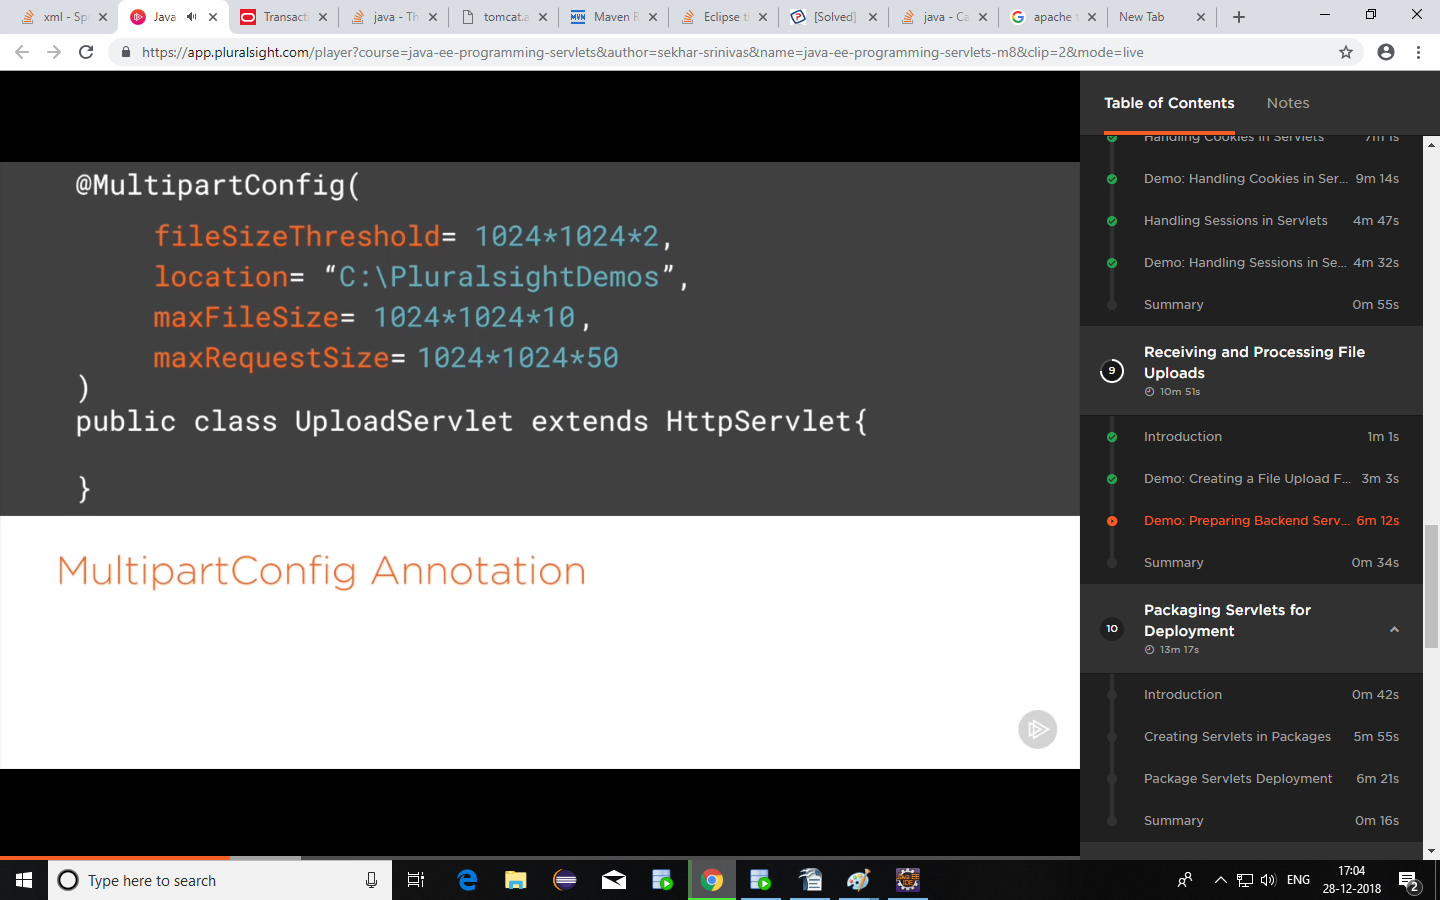 xml - Sp
Java
Transacti
java - Th
tomcat.a
Maven R
Eclipse ti
[Solved]
java - Ca
apache t
New Tab
https://app.pluralsight.com/player?course=java-ee-programming-servlets&author=sekhar-srinivas&name=java-ee-programming-servlets-m8&clip=2&mode=live
@MultipartConfig(
fileSizeThreshold= 1024*1024*2,
location= “C:\PluralsightDemos”,
maxFileSize= 1024*1024*10,
maxRequestSize= 1024*1024*50
)
public class UploadServlet extends HttpServlet{
}
MultipartConfig Annotation
Table of Contents
Notes
Handling Cookies in Servlets 7m 1s
Demo: Handling Cookies in Ser... 9m 14s
Handling Sessions in Servlets 4m 47s
Demo: Handling Sessions in Se... 4m 32s
Summary 0m 55s
9
Receiving and Processing File
Uploads
10m 51s
Introduction 1m 1s
Demo: Creating a File Upload F... 3m 3s
Demo: Preparing Backend Serv... 6m 12s
Summary 0m 34s
10
Packaging Servlets for
Deployment
13m 17s
Introduction 0m 42s
Creating Servlets in Packages 5m 55s
Package Servlets Deployment 6m 21s
Summary 0m 16s
Type here to search
ENG
17:04
28-12-2018
2